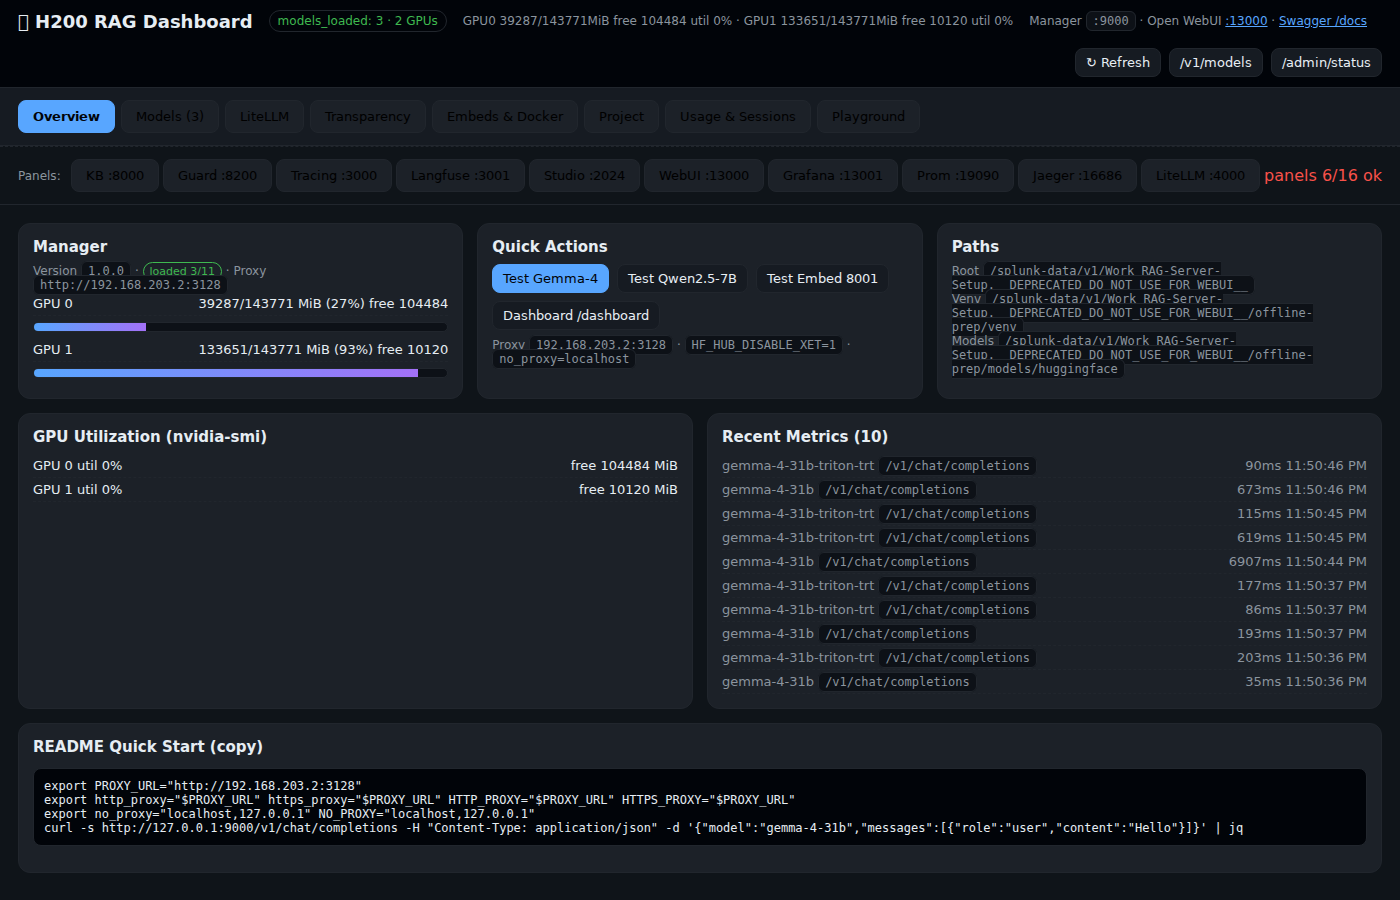 H200 RAG Dashboard
models_loaded: 3 · 2 GPUs
GPU0 39287/143771MiB free 104484 util 0% · GPU1 133651/143771MiB free 10120 util 0%
Manager :9000 · Open WebUI :13000 · Swagger /docs
↻ Refresh
/v1/models
/admin/status
Overview
Models (3)
LiteLLM
Transparency
Embeds & Docker
Project
Usage & Sessions
Playground
Panels:
KB :8000
Guard :8200
Tracing :3000
Langfuse :3001
Studio :2024
WebUI :13000
Grafana :13001
Prom :19090
Jaeger :16686
LiteLLM :4000
panels 6/16 ok
Manager
Version 1.0.0 · loaded 3/11 · Proxy
http://192.168.203.2:3128
GPU 0 39287/143771 MiB (27%) free 104484
GPU 1 133651/143771 MiB (93%) free 10120
Quick Actions
Test Gemma-4
Test Qwen2.5-7B
Test Embed 8001
Dashboard /dashboard
Proxy 192.168.203.2:3128 · HF_HUB_DISABLE_XET=1 ·
no_proxy=localhost
Paths
Root /splunk-data/v1/Work RAG-Server-
Setup.__DEPRECATED_DO_NOT_USE_FOR_WEBUI__
Venv /splunk-data/v1/Work RAG-Server-
Setup.__DEPRECATED_DO_NOT_USE_FOR_WEBUI__/offline-
prep/venv
Models /splunk-data/v1/Work RAG-Server-
Setup.__DEPRECATED_DO_NOT_USE_FOR_WEBUI__/offline-
prep/models/huggingface
GPU Utilization (nvidia-smi)
GPU 0 util 0% free 104484 MiB
GPU 1 util 0% free 10120 MiB
Recent Metrics (10)
gemma-4-31b-triton-trt /v1/chat/completions 90ms 11:50:46 PM
gemma-4-31b /v1/chat/completions 673ms 11:50:46 PM
gemma-4-31b-triton-trt /v1/chat/completions 115ms 11:50:45 PM
gemma-4-31b-triton-trt /v1/chat/completions 619ms 11:50:45 PM
gemma-4-31b /v1/chat/completions 6907ms 11:50:44 PM
gemma-4-31b-triton-trt /v1/chat/completions 177ms 11:50:37 PM
gemma-4-31b-triton-trt /v1/chat/completions 86ms 11:50:37 PM
gemma-4-31b /v1/chat/completions 193ms 11:50:37 PM
gemma-4-31b-triton-trt /v1/chat/completions 203ms 11:50:36 PM
gemma-4-31b /v1/chat/completions 35ms 11:50:36 PM
README Quick Start (copy)
export PROXY_URL="http://192.168.203.2:3128"
export http_proxy="$PROXY_URL" https_proxy="$PROXY_URL" HTTP_PROXY="$PROXY_URL" HTTPS_PROXY="$PROXY_URL"
export no_proxy="localhost,127.0.0.1" NO_PROXY="localhost,127.0.0.1"
curl -s http://127.0.0.1:9000/v1/chat/completions -H "Content-Type: application/json" -d '{"model":"gemma-4-31b","messages":[{"role":"user","content":"Hello"}]}' | jq